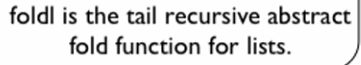 foldl is the tail recursive abstract
fold function for lists.